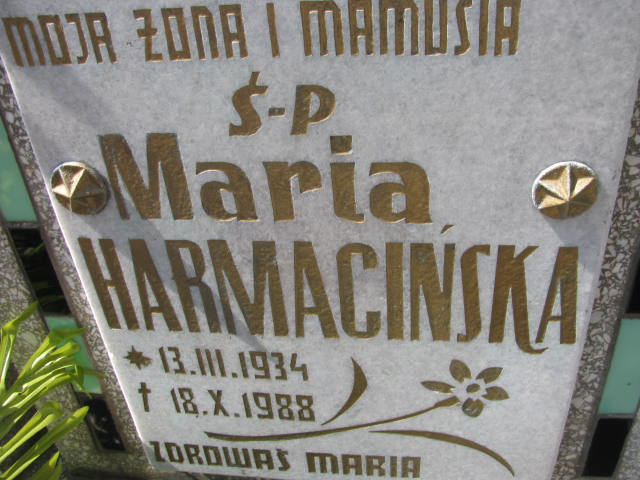 MOJA ŻONA I MAMUSIA
Ś-P
Maria
HARMACIŃSKA
* 13.III.1934
† 18.X.1988
ZDROWAŚ MARIA